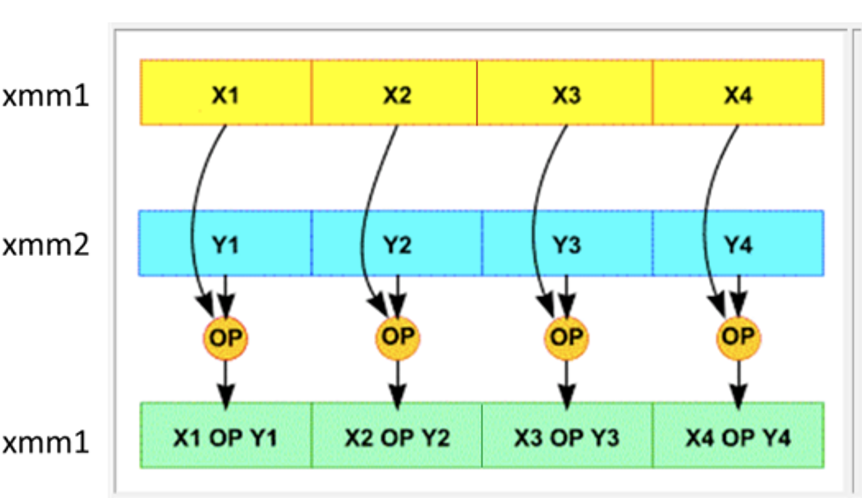 xmm1 X1 X2 X3 X4
xmm2 Y1 Y2 Y3 Y4
OP OP OP OP
xmm1 X1 OP Y1 X2 OP Y2 X3 OP Y3 X4 OP Y4